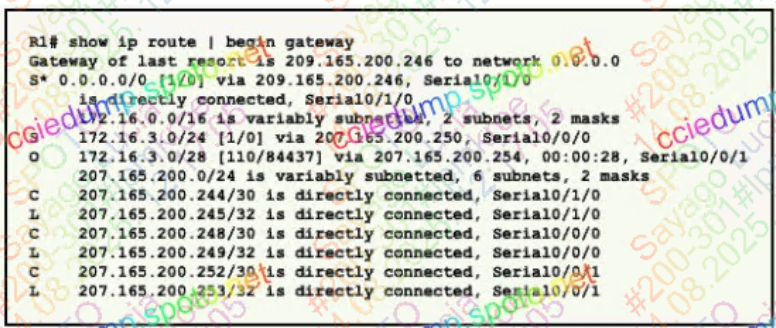 R1# show ip route | begin gateway
Gateway of last resort is 209.165.200.246 to network 0.0.0.0
S* 0.0.0.0/0 [1/0] via 209.165.200.246, Serial0/1/0
is directly connected, Serial0/1/0
172.16.0.0/16 is variably subnetted, 2 subnets, 2 masks
S 172.16.3.0/24 [1/0] via 207.165.200.250, Serial0/0/0
O 172.16.3.0/28 [110/84437] via 207.165.200.254, 00:00:28, Serial0/0/1
207.165.200.0/24 is variably subnetted, 6 subnets, 2 masks
C 207.165.200.244/30 is directly connected, Serial0/1/0
L 207.165.200.245/32 is directly connected, Serial0/1/0
C 207.165.200.248/30 is directly connected, Serial0/0/0
L 207.165.200.249/32 is directly connected, Serial0/0/0
C 207.165.200.252/30 is directly connected, Serial0/0/1
L 207.165.200.253/32 is directly connected, Serial0/0/1